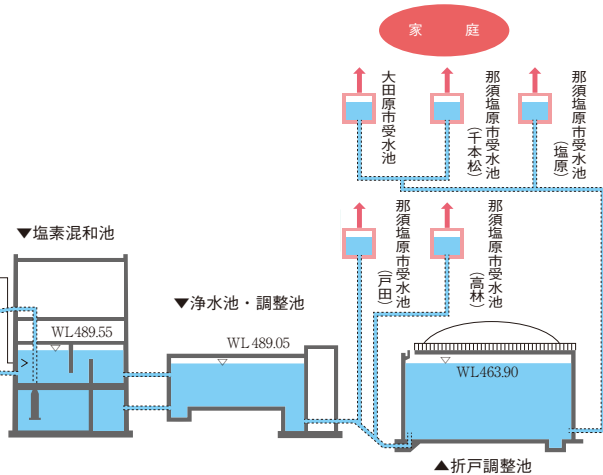 家 庭
大田原市受水池
那須塩原市受水池
(千本松)
那須塩原市受水池
(塩原)
那須塩原市受水池
(戸田)
那須塩原市受水池
(高林)
▼塩素混和池
WL489.55
▼浄水池・調整池
WL489.05
WL463.90
▲折戸調整池